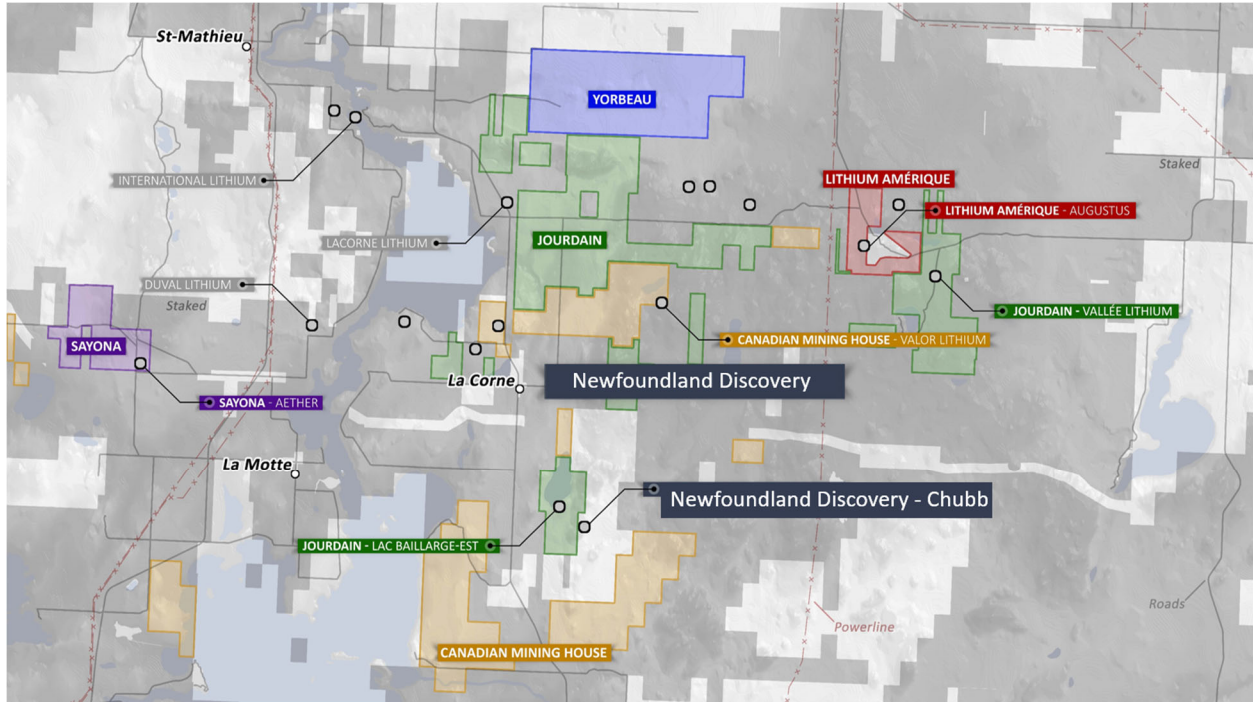 St-Mathieu
YORBEAU
Staked
INTERNATIONAL LITHIUM
LITHIUM AMÉRIQUE
LITHIUM AMÉRIQUE - AUGUSTUS
LACORNE LITHIUM
JOURDAIN
DUVAL LITHIUM
Staked
JOURDAIN - VALLÉE LITHIUM
SAYONA
CANADIAN MINING HOUSE - VALOR LITHIUM
La Corne
Newfoundland Discovery
SAYONA - AETHER
La Motte
Newfoundland Discovery - Chubb
JOURDAIN - LAC BAILLARGE-EST
Roads
Powerline
CANADIAN MINING HOUSE